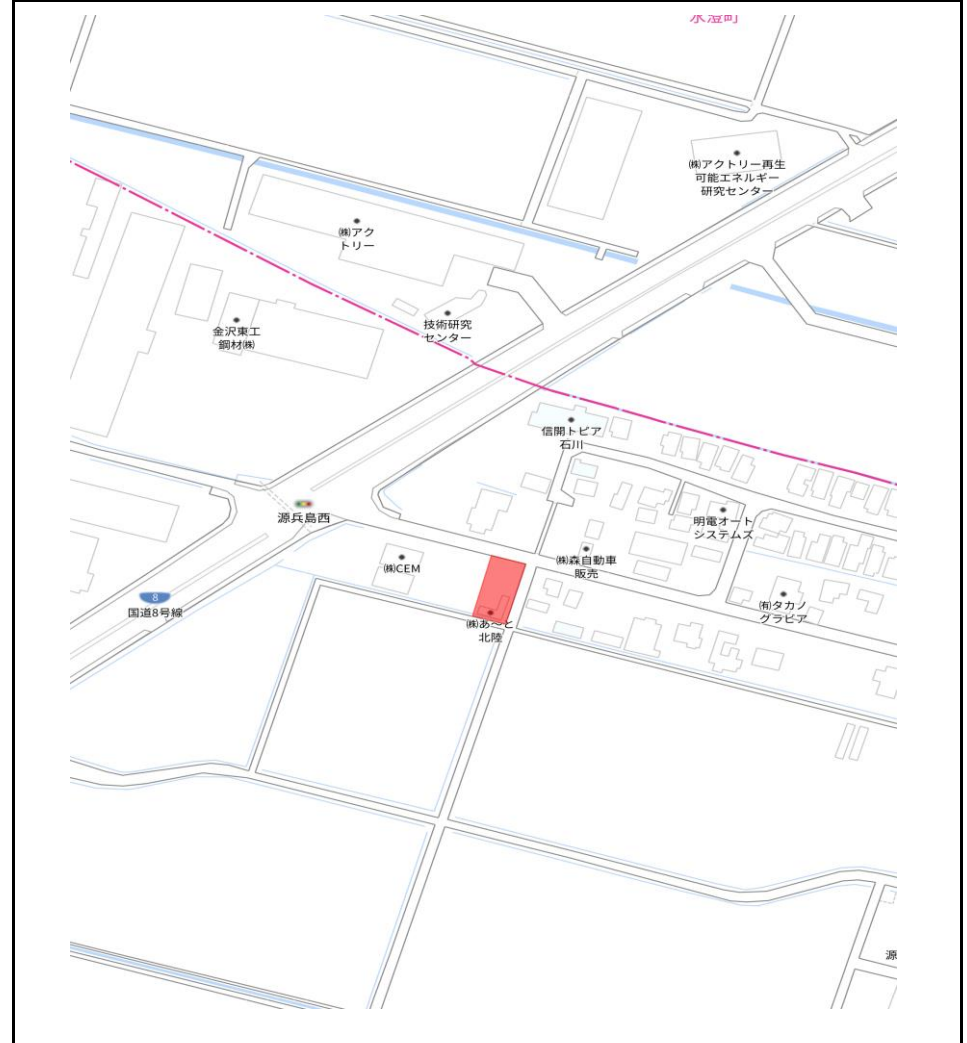 水澄町
㈱アクトリー再生
可能エネルギー
研究センター
㈱アク
トリー
技術研究
センター
金沢東工
鋼材㈱
信開トピア
石川
源兵島西
明電オート
システムズ
㈱森自動車
販売
㈱CEM
8
国道8号線
㈲タカノ
グラビア
㈱あ~と
北陸
源